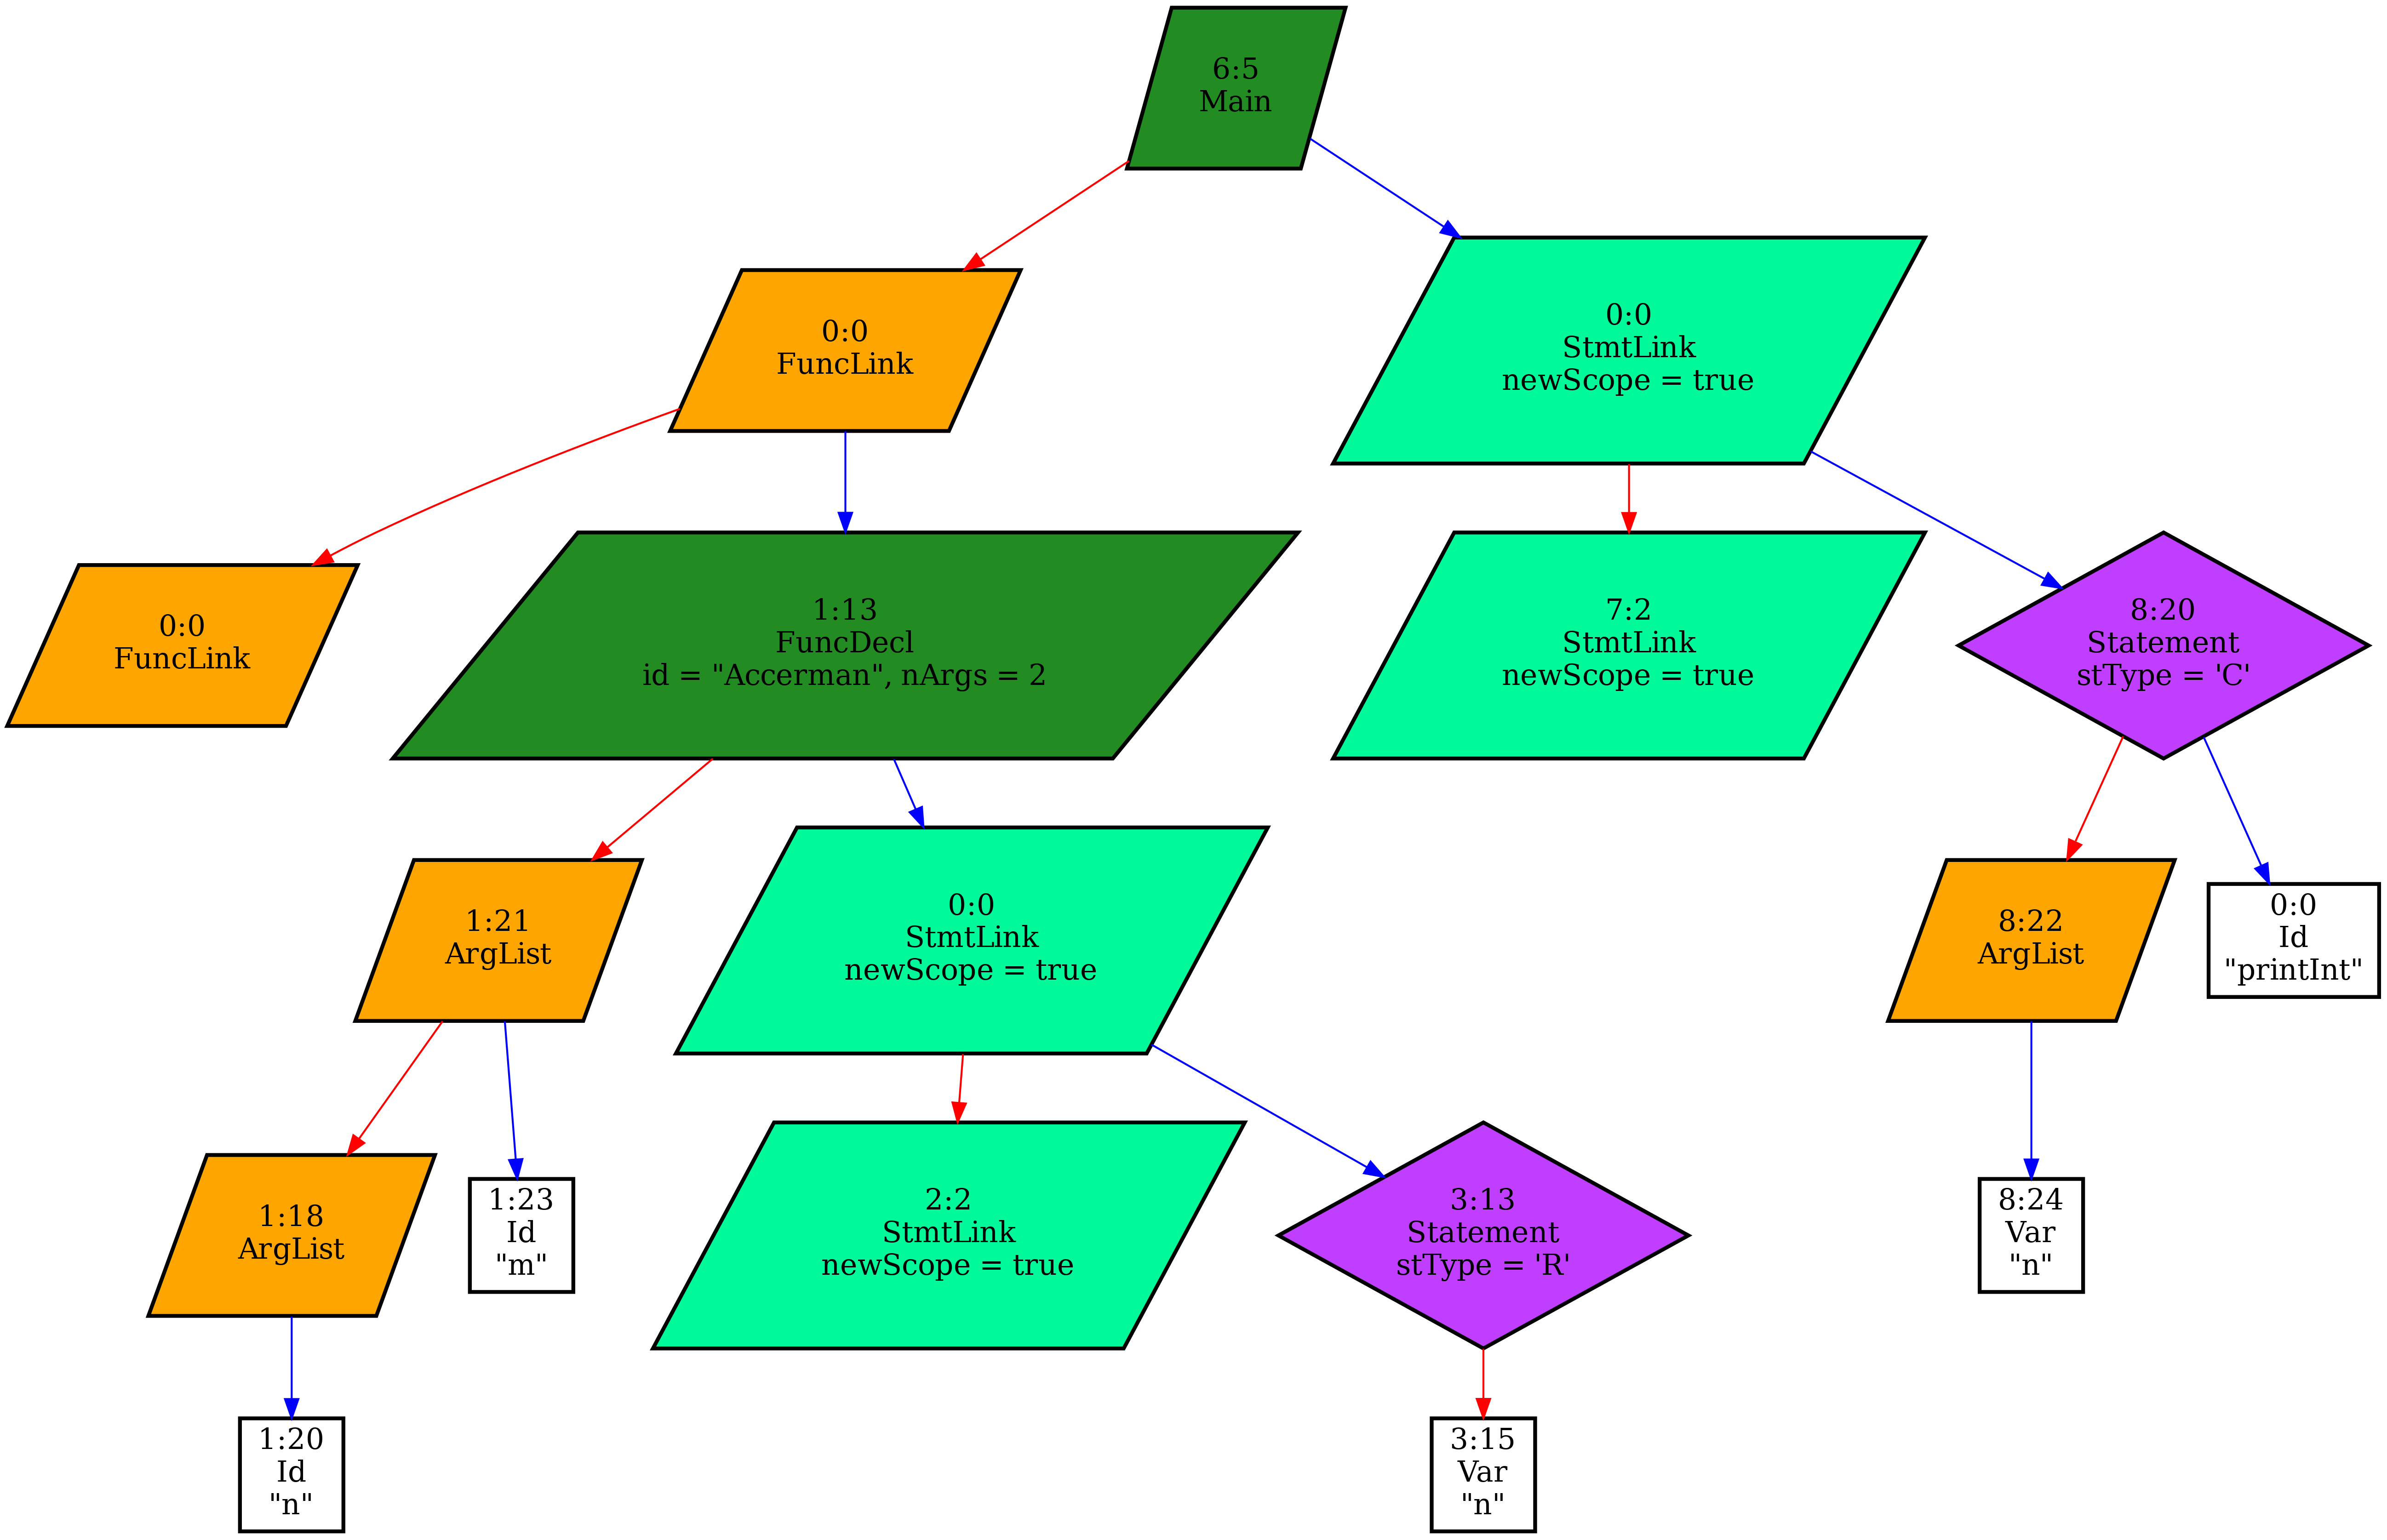 6:5
Main
0:0
FuncLink
0:0
StmtLink
newScope = true
0:0
FuncLink
1:13
FuncDecl
id = "Accerman", nArgs = 2
7:2
StmtLink
newScope = true
8:20
Statement
stType = 'C'
1:21
ArgList
0:0
StmtLink
newScope = true
8:22
ArgList
0:0
Id
"printInt"
1:18
ArgList
1:23
Id
"m"
2:2
StmtLink
newScope = true
3:13
Statement
stType = 'R'
8:24
Var
"n"
1:20
Id
"n"
3:15
Var
"n"